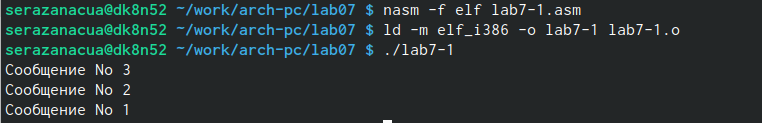 serazanacua@dk8n52 ~/work/arch-pc/lab07 $ nasm -f elf lab7-1.asm
serazanacua@dk8n52 ~/work/arch-pc/lab07 $ ld -m elf_i386 -o lab7-1 lab7-1.o
serazanacua@dk8n52 ~/work/arch-pc/lab07 $ ./lab7-1
Сообщение No 3
Сообщение No 2
Сообщение No 1